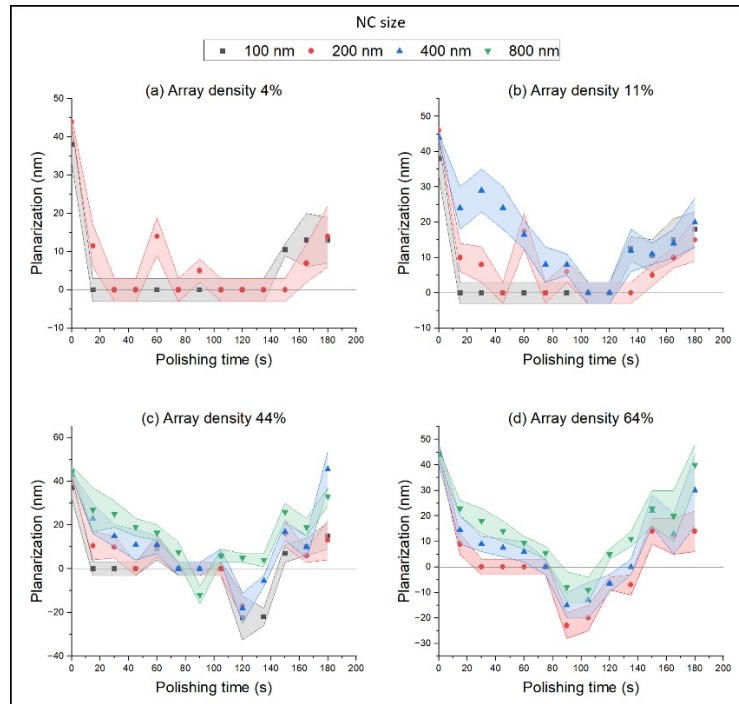 NC size
100 nm 200 nm 400 nm 800 nm
(a) Array density 4%
50
40
30
20
10
0
−10
0 20 40 60 80 100 120 140 160 180 200
Planarization (nm)
Polishing time (s)
(b) Array density 11%
50
40
30
20
10
0
−10
0 20 40 60 80 100 120 140 160 180 200
Planarization (nm)
Polishing time (s)
(c) Array density 44%
60
40
20
0
−20
−40
0 20 40 60 80 100 120 140 160 180 200
Planarization (nm)
Polishing time (s)
(d) Array density 64%
50
40
30
20
10
0
−10
−20
−30
0 20 40 60 80 100 120 140 160 180 200
Planarization (nm)
Polishing time (s)